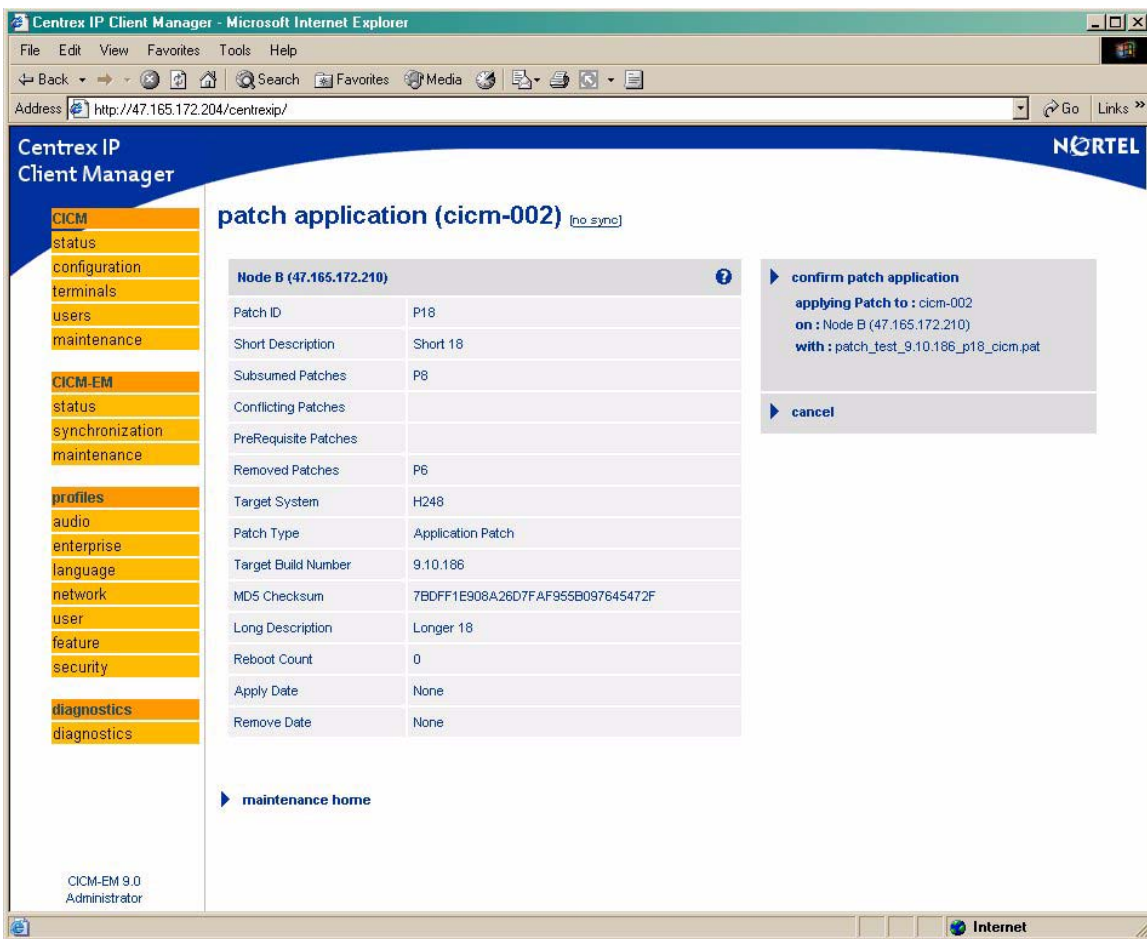 Centrex IP Client Manager - Microsoft Internet Explorer
File Edit View Favorites Tools Help
Back Search Favorites Media
Address http://47.165.172.204/centrexip/ Go Links »
Centrex IP
Client Manager
NORTEL
CICM
status
configuration
terminals
users
maintenance
CICM-EM
status
synchronization
maintenance
profiles
audio
enterprise
language
network
user
feature
security
diagnostics
diagnostics
CICM-EM 9.0
Administrator
patch application (cicm-002) [no sync]
Node B (47.165.172.210) ?
Patch ID P18
Short Description Short 18
Subsumed Patches P8
Conflicting Patches
PreRequisite Patches
Removed Patches P6
Target System H248
Patch Type Application Patch
Target Build Number 9.10.186
MD5 Checksum 7BDFF1E908A26D7FAF955B097645472F
Long Description Longer 18
Reboot Count 0
Apply Date None
Remove Date None
maintenance home
confirm patch application
applying Patch to : cicm-002
on : Node B (47.165.172.210)
with : patch_test_9.10.186_p18_cicm.pat
cancel
Internet